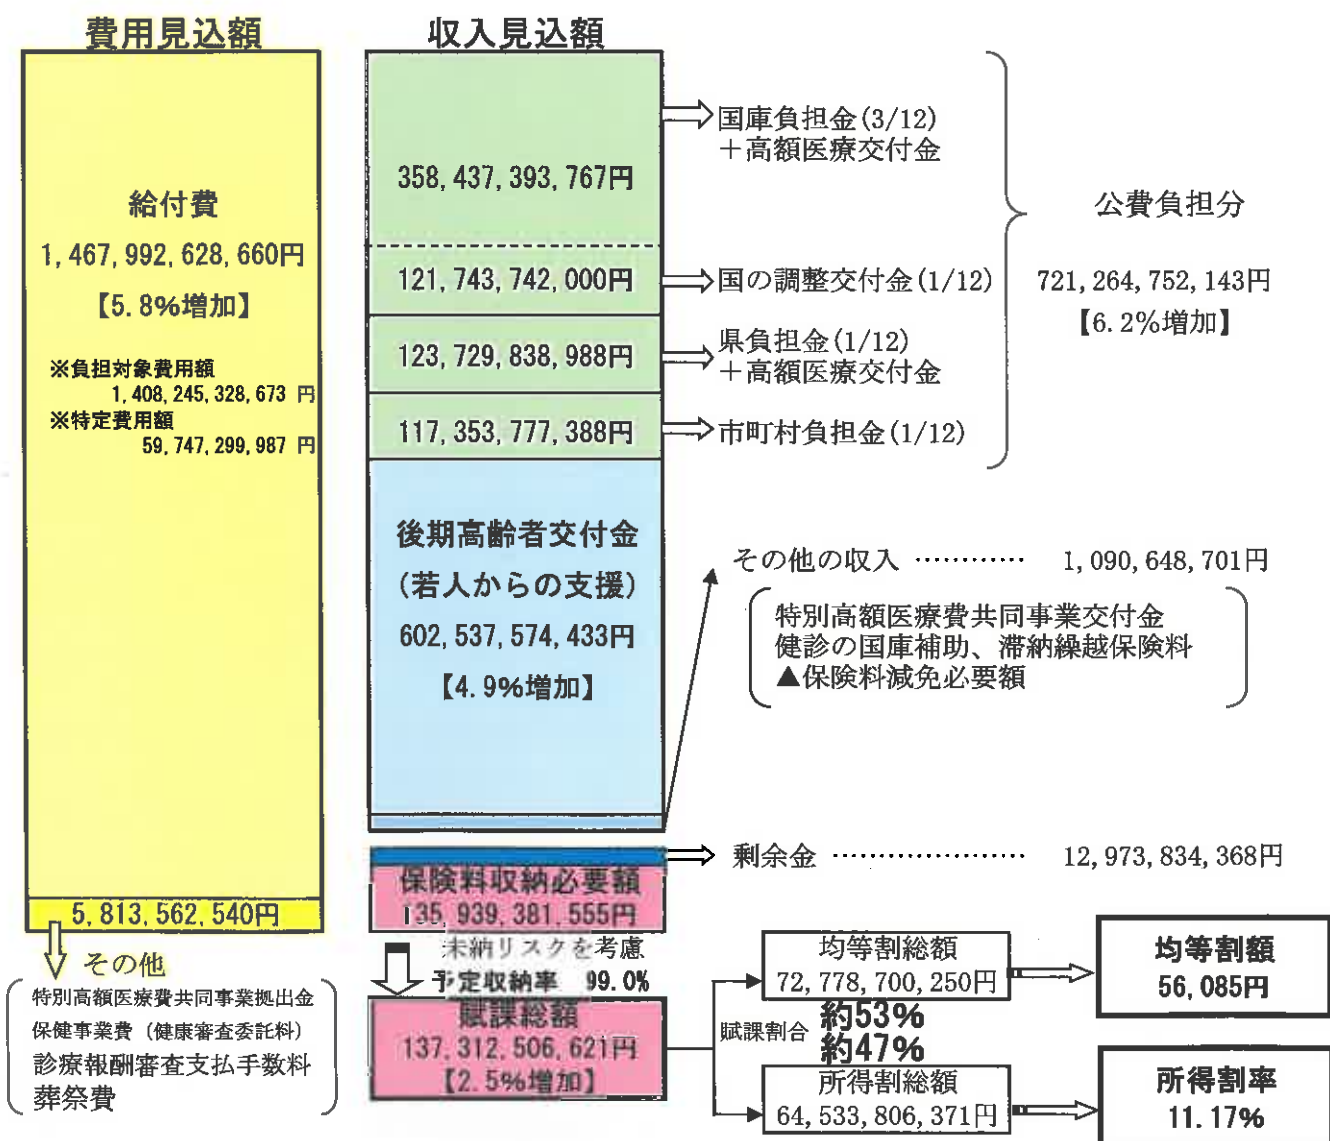 費用見込額
給付費
1,467,992,628,660円
【5.8%増加】
※負担対象費用額
1,408,245,328,673 円
※特定費用額
59,747,299,987 円
5,813,562,540円
その他
特別高額医療費共同事業拠出金
保健事業費（健康審査委託料）
診療報酬審査支払手数料
葬祭費
収入見込額
358,437,393,767円
121,743,742,000円
123,729,838,988円
117,353,777,388円
後期高齢者交付金
（若人からの支援）
602,537,574,433円
【4.9%増加】
国庫負担金(3/12)
＋高額医療交付金
国の調整交付金(1/12)
県負担金(1/12)
＋高額医療交付金
市町村負担金(1/12)
公費負担分
721,264,752,143円
【6.2%増加】
その他の収入 ………… 1,090,648,701円
特別高額医療費共同事業交付金
健診の国庫補助、滞納繰越保険料
▲保険料減免必要額
剰余金 ……………… 12,973,834,368円
保険料収納必要額
135,939,381,555円
未納リスクを考慮
予定収納率 99.0%
賦課総額
137,312,506,621円
【2.5%増加】
均等割総額
72,778,700,250円
賦課割合
約53%
約47%
所得割総額
64,533,806,371円
均等割額
56,085円
所得割率
11.17%